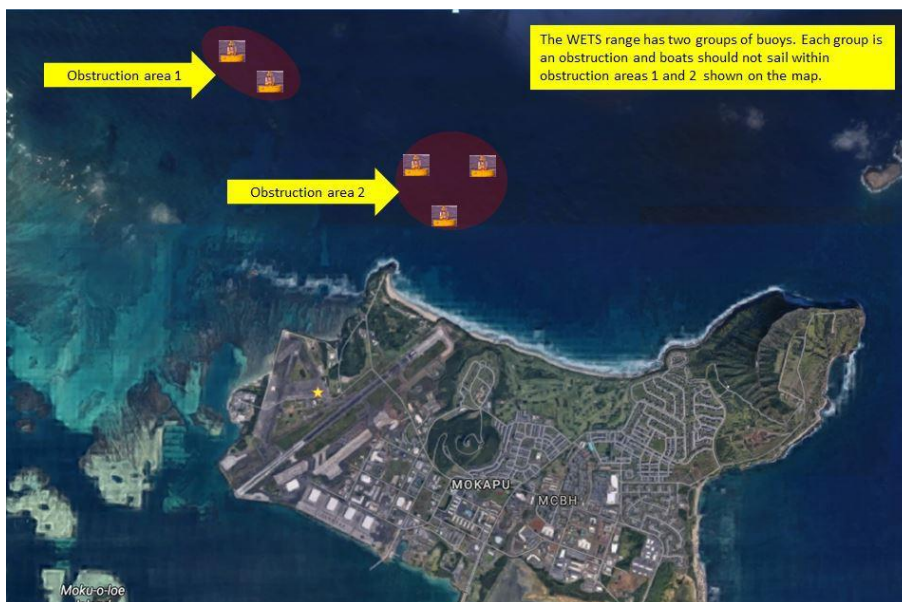 The WETS range has two groups of buoys. Each group is
an obstruction and boats should not sail within
obstruction areas 1 and 2 shown on the map.
Obstruction area 1
Obstruction area 2
MOKAPU
MCBH
Moku-o-loe